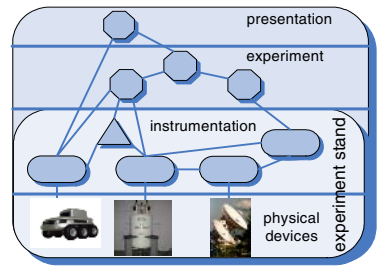 presentation
experiment
instrumentation
experiment stand
physical
devices